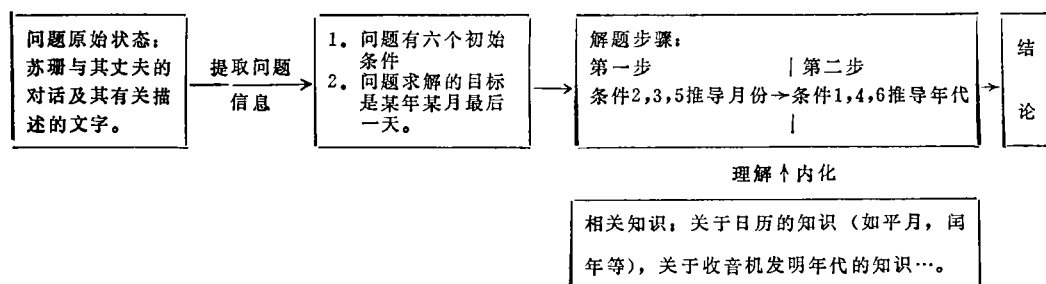 问题原始状态：
苏珊与其丈夫的
对话及其有关描
述的文字。
提取问题
信息
1. 问题有六个初始
条件
2. 问题求解的目标
是某年某月最后
一天。
解题步骤：
第一步 | 第二步
条件2,3,5推导月份→条件1,4,6推导年代
结
论
理解↑内化
相关知识：关于日历的知识（如平月，闰
年等），关于收音机发明年代的知识…。